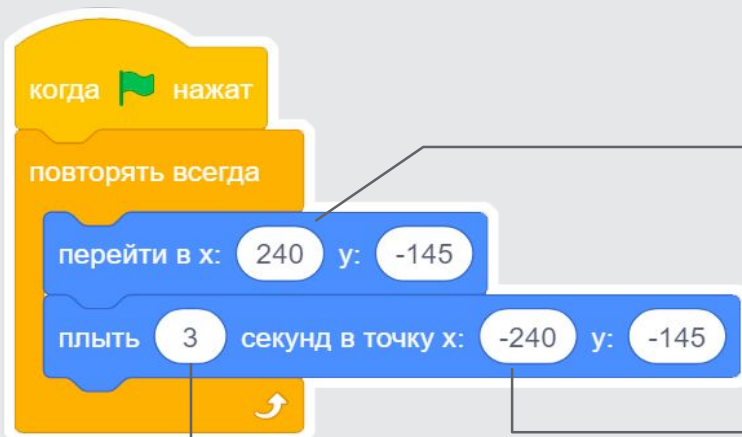 когда нажат
повторять всегда
перейти в x: 240 y: -145
плыть 3 секунд в точку x: -240 y: -145